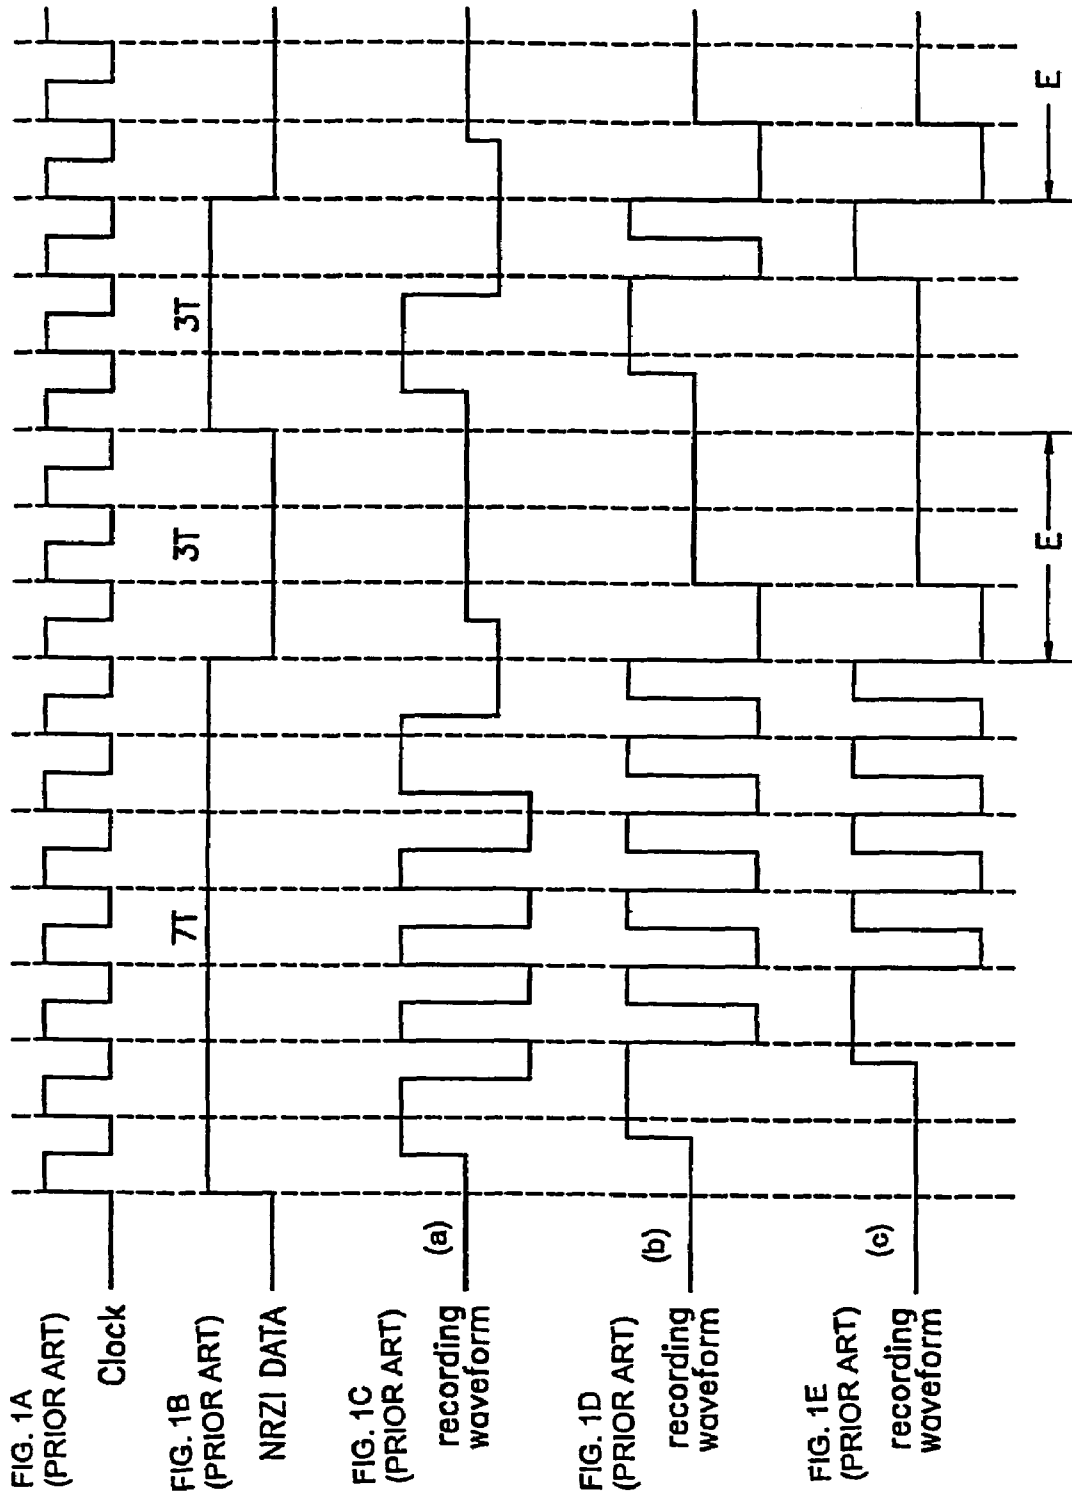 FIG. 1A
(PRIOR ART)
Clock
FIG. 1B
(PRIOR ART)
NRZI DATA
7T
3T
3T
FIG. 1C
(PRIOR ART)
recording
waveform
(a)
FIG. 1D
(PRIOR ART)
recording
waveform
(b)
FIG. 1E
(PRIOR ART)
recording
waveform
(c)
E
E